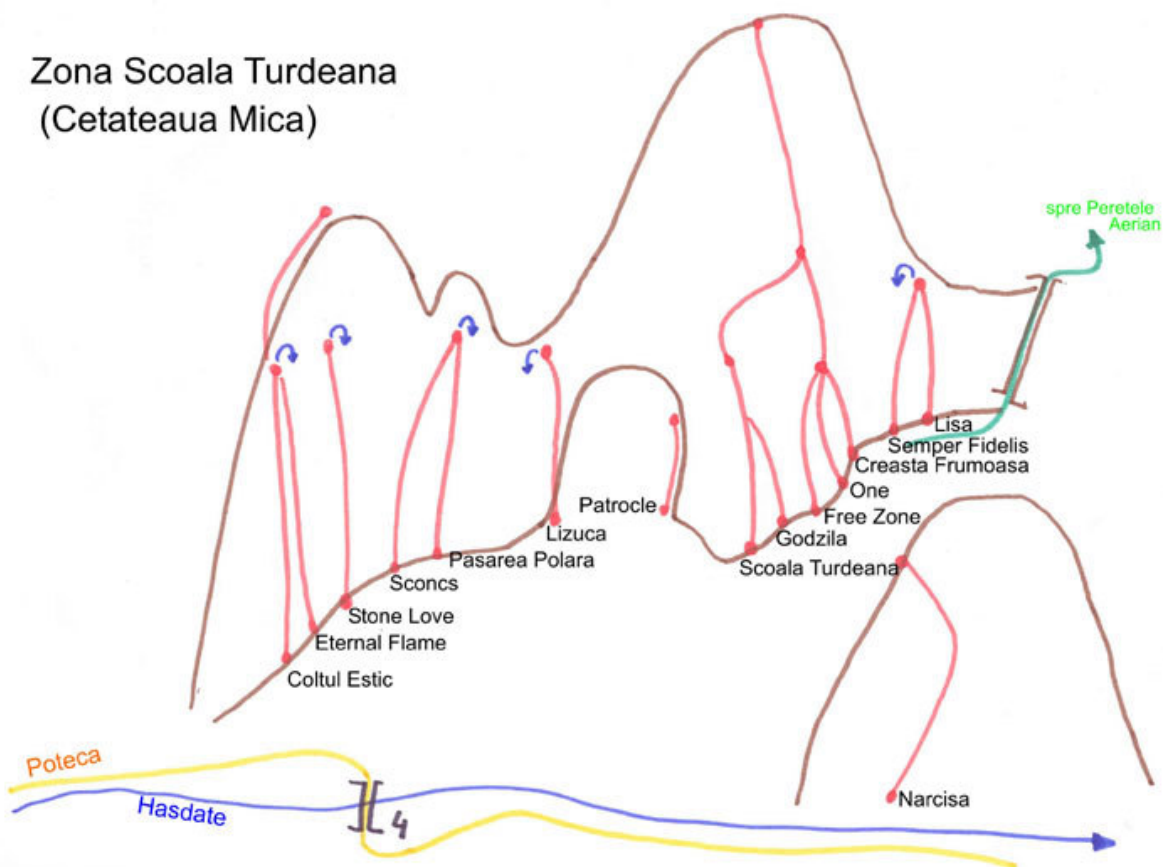 Zona Scoala Turdeana
(Cetateaua Mica)
spre Peretele
Aerian
Lisa
Semper Fidelis
Creasta Frumoasa
One
Free Zone
Godzila
Scoala Turdeana
Patrocle
Lizuca
Pasarea Polara
Sconcs
Stone Love
Eternal Flame
Coltul Estic
Narcisa
Poteca
Hasdate
4